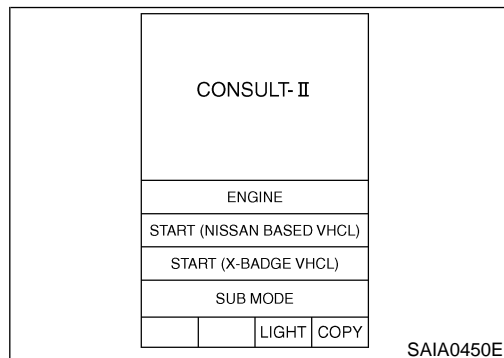 CONSULT-Ⅱ
ENGINE
START (NISSAN BASED VHCL)
START (X-BADGE VHCL)
SUB MODE
LIGHT COPY
SAIA0450E